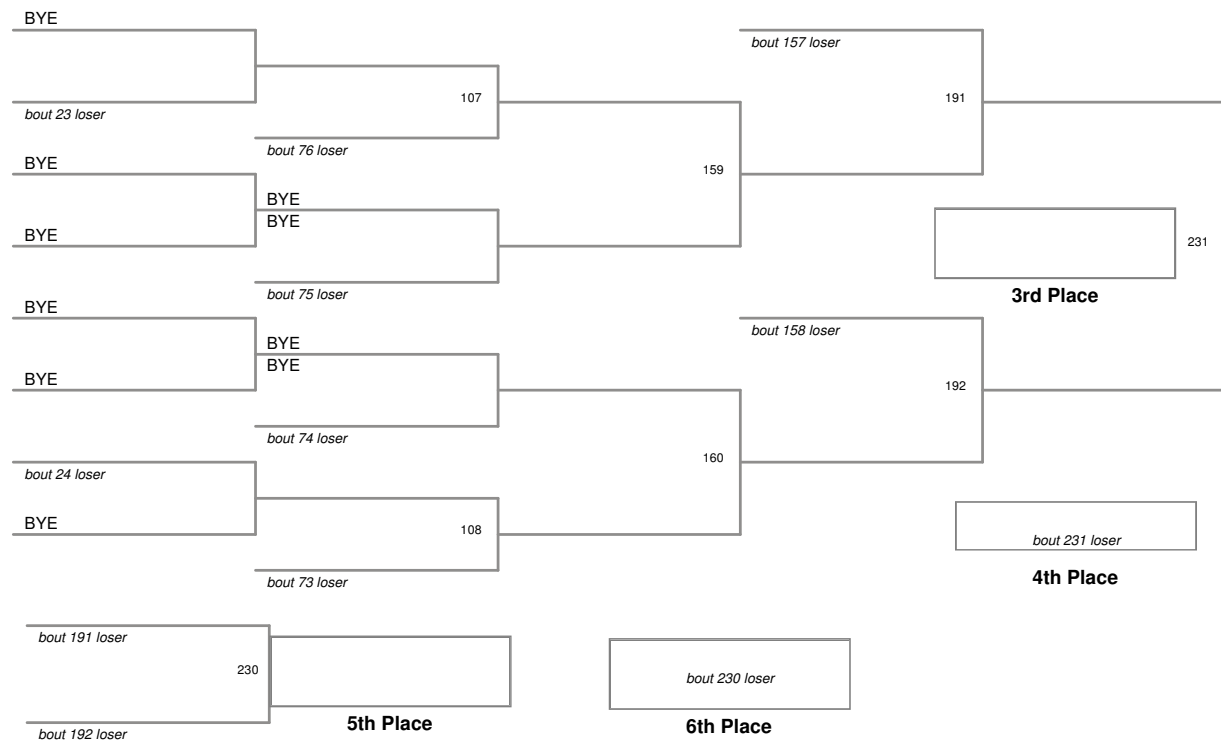 BYE
bout 157 loser
107
191
bout 23 loser
bout 76 loser
BYE
159
BYE
BYE
BYE
231
bout 75 loser
3rd Place
BYE
bout 158 loser
BYE
BYE
BYE
192
bout 74 loser
160
bout 24 loser
BYE
108
bout 231 loser
bout 73 loser
4th Place
bout 191 loser
230
bout 230 loser
5th Place
6th Place
bout 192 loser